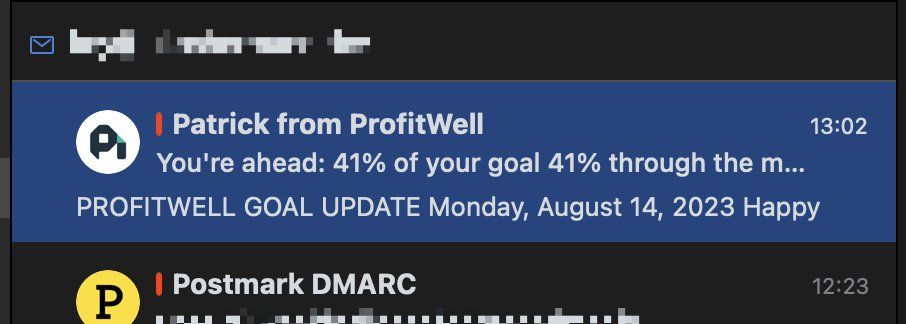 Patrick from ProfitWell
13:02
You're ahead: 41% of your goal 41% through the m...
PROFITWELL GOAL UPDATE Monday, August 14, 2023 Happy
P
Postmark DMARC
12:23